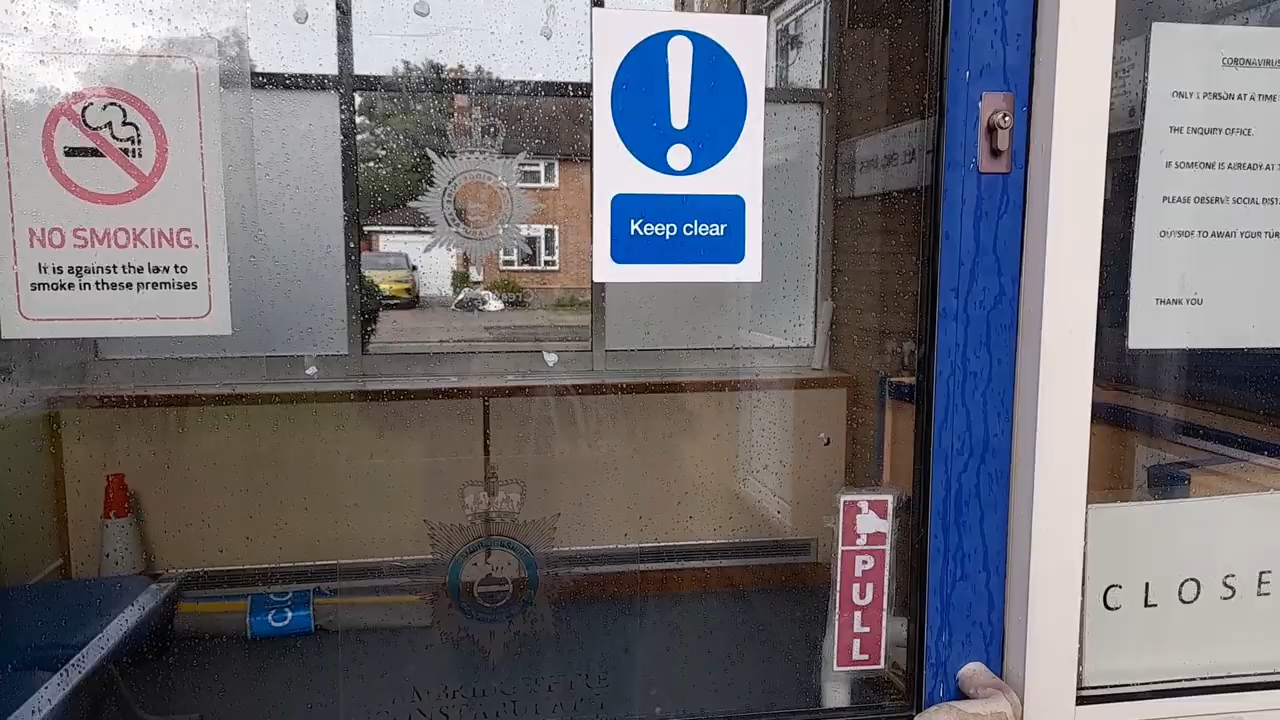 NO SMOKING.
It is against the law to
smoke in these premises
Keep clear
CORONAVIRUS
ONLY 1 PERSON AT A TIME
THE ENQUIRY OFFICE.
IF SOMEONE IS ALREADY AT
PLEASE OBSERVE SOCIAL DIST
OUTSIDE TO AWAIT YOUR TUR
THANK YOU
PULL
CLOSE